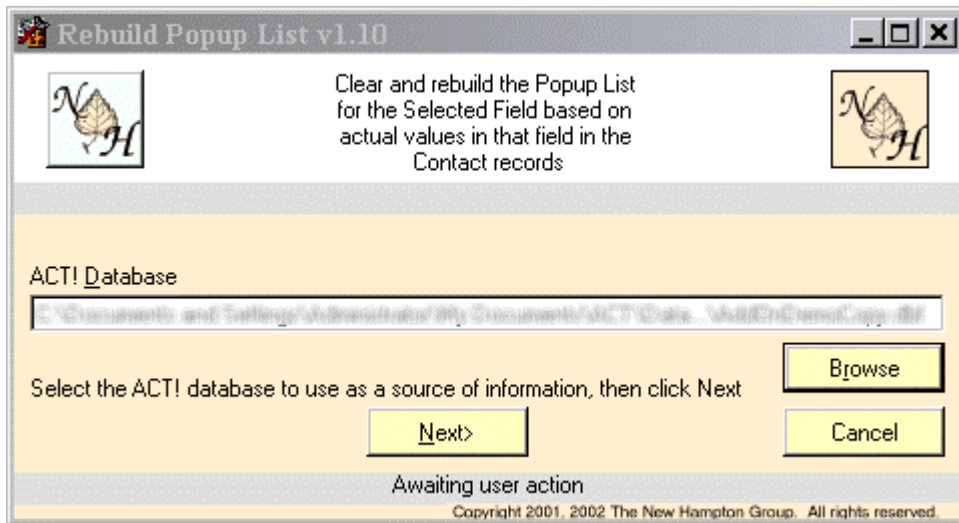 Rebuild Popup List v1.10
N H
Clear and rebuild the Popup List
for the Selected Field based on
actual values in that field in the
Contact records
N H
ACT! Database
Browse
Select the ACT! database to use as a source of information, then click Next
Next>
Cancel
Awaiting user action
Copyright 2001, 2002 The New Hampton Group. All rights reserved.